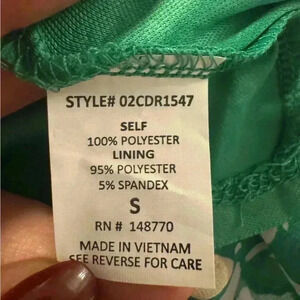 STYLE# 02CDR1547
SELF
100% POLYESTER
LINING
95% POLYESTER
5% SPANDEX
S
RN # 148770
MADE IN VIETNAM
SEE REVERSE FOR CARE